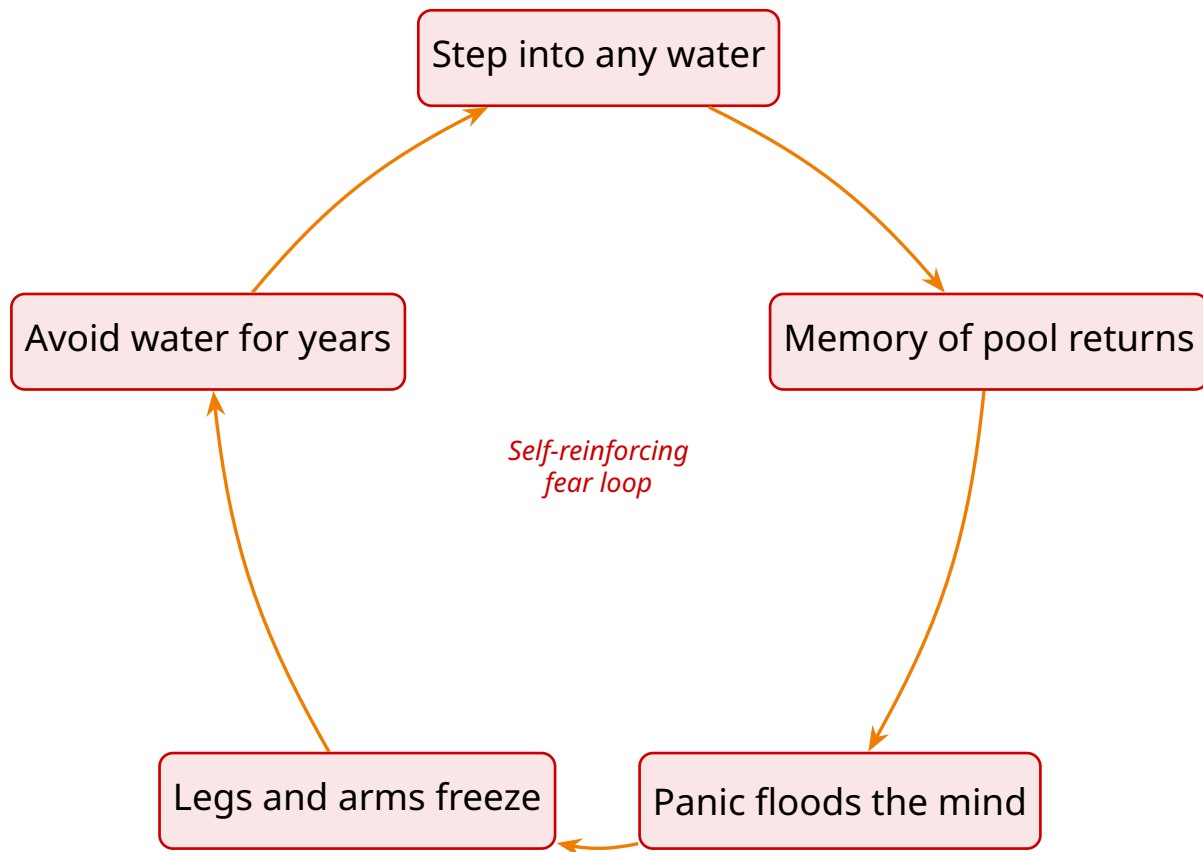 Step into any water
Avoid water for years
Memory of pool returns
Self-reinforcing
fear loop
Legs and arms freeze
Panic floods the mind